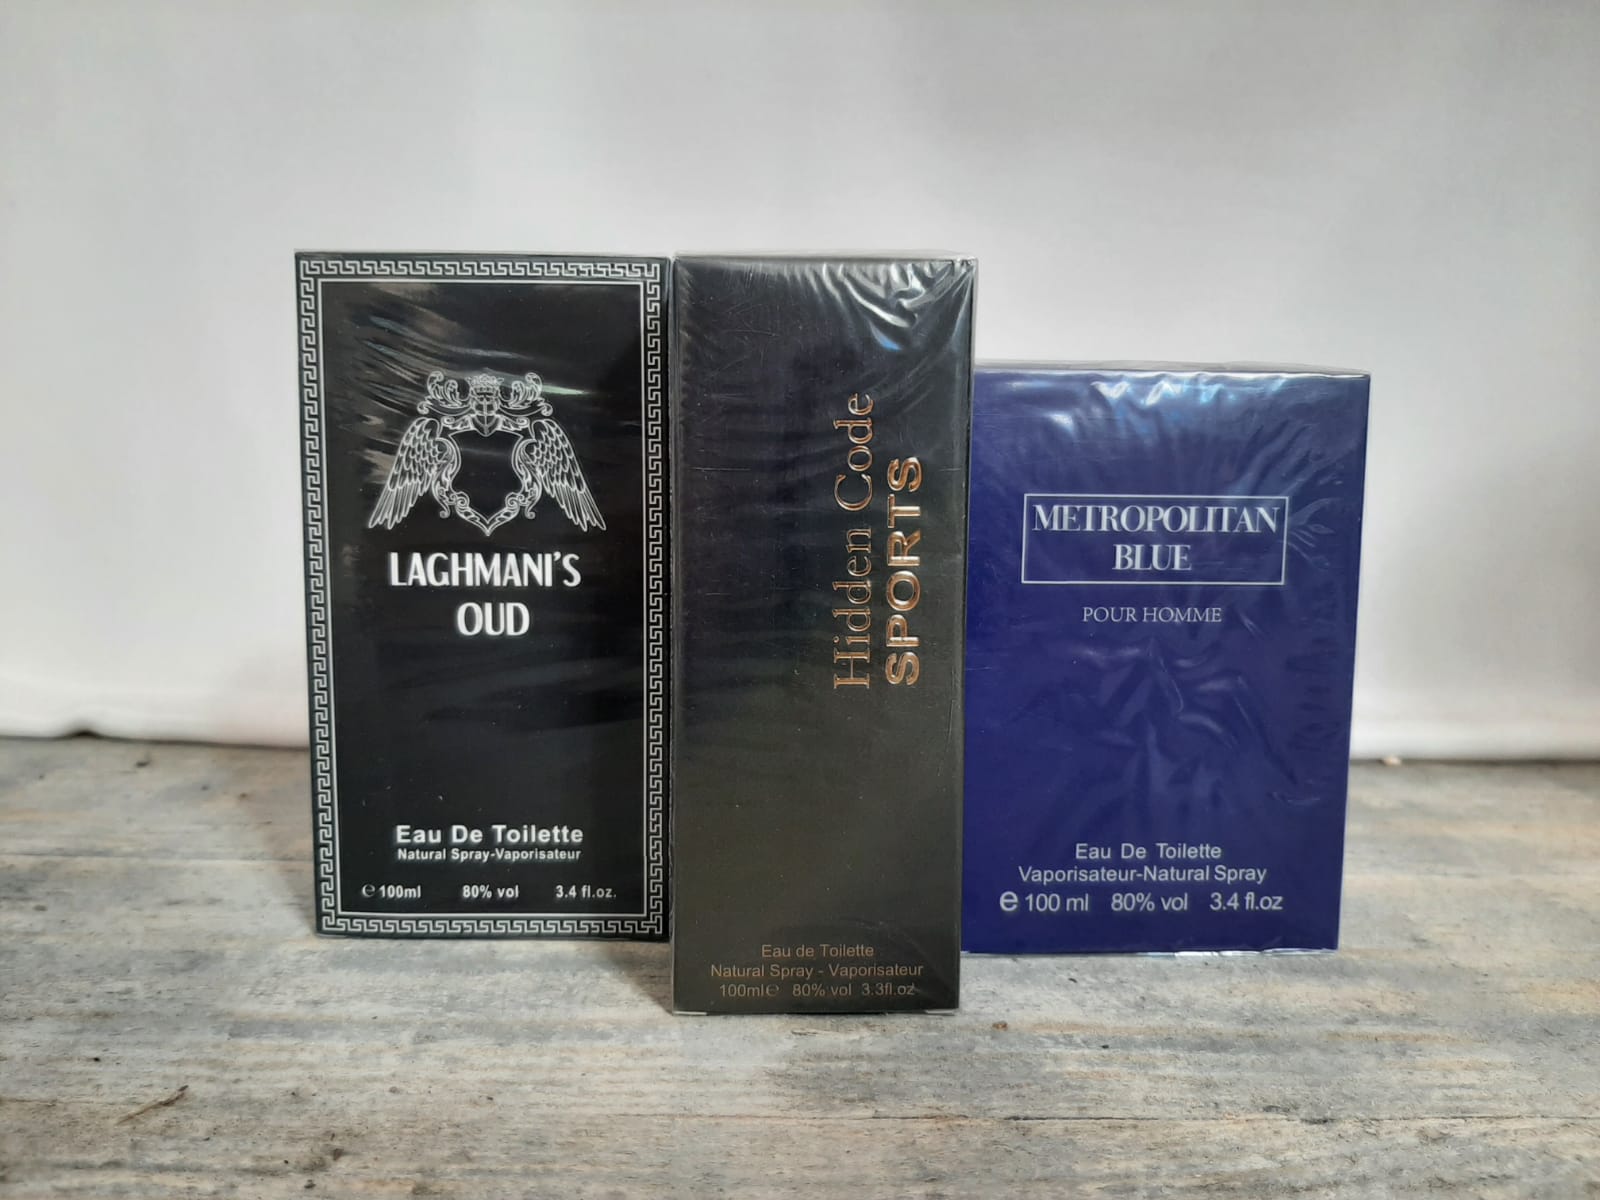 LAGHMANI'S
OUD
Eau De Toilette
Natural Spray-Vaporisateur
e 100ml 80% vol 3.4 fl.oz.
Hidden Code
SPORTS
Eau de Toilette
Natural Spray - Vaporisateur
100ml e 80% vol 3.3fl.oz
METROPOLITAN
BLUE
POUR HOMME
Eau De Toilette
Vaporisateur-Natural Spray
e 100 ml 80% vol 3.4 fl.oz